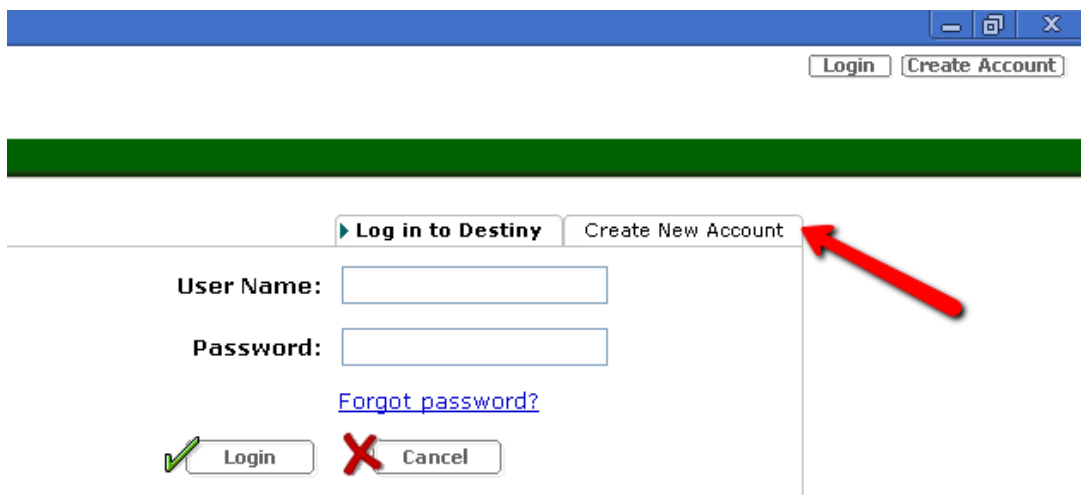 Login Create Account
Log in to Destiny Create New Account
User Name:
Password:
Forgot password?
Login Cancel